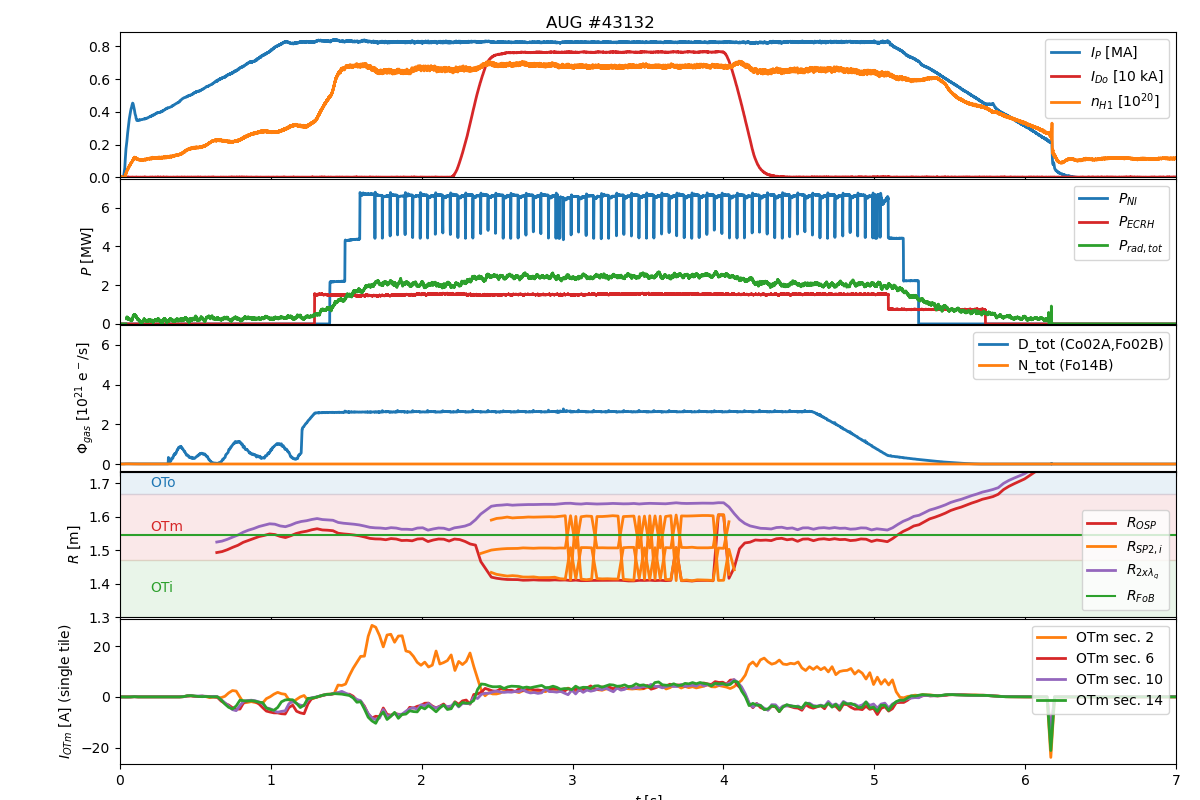 AUG #43132
0.8
0.6
0.4
0.2
0.0
I_P [MA]
I_Do [10 kA]
n_H1 [10^20]
P [MW]
6
4
2
0
P_NI
P_ECRH
P_rad,tot
Φ_gas [10^21 e^−/s]
6
4
2
0
D_tot (Co02A,Fo02B)
N_tot (Fo14B)
R [m]
1.7
1.6
1.5
1.4
1.3
OTo
OTm
OTi
R_OSP
R_SP2,i
R_2xλ_q
R_FoB
I_OTm [A] (single tile)
20
0
−20
OTm sec. 2
OTm sec. 6
OTm sec. 10
OTm sec. 14
0 1 2 3 4 5 6 7
t [s]